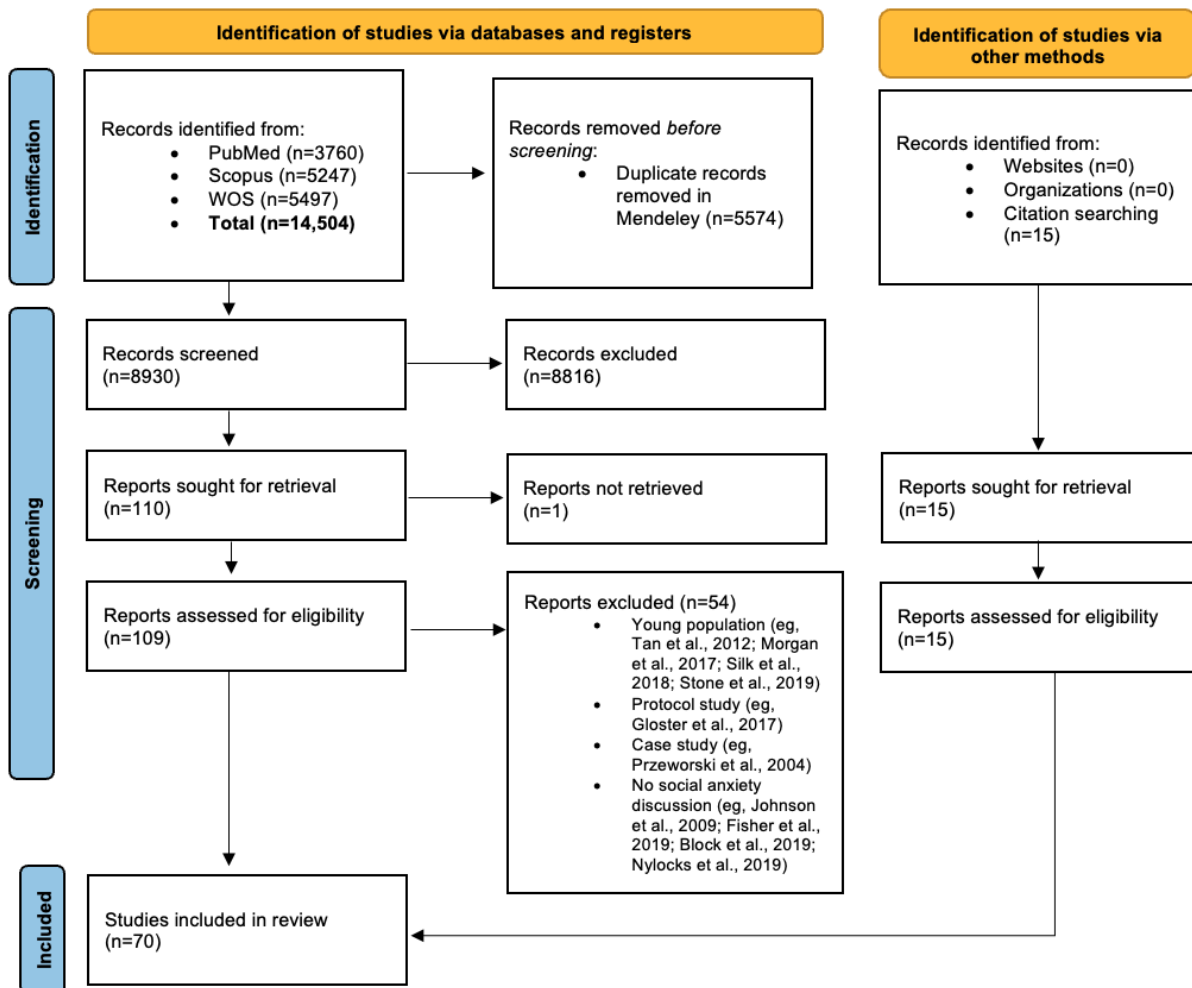 Identification of studies via databases and registers
Identification of studies via
other methods
Identification
Records identified from:
• PubMed (n=3760)
• Scopus (n=5247)
• WOS (n=5497)
• Total (n=14,504)
Records removed before
screening:
• Duplicate records
removed in
Mendeley (n=5574)
Records identified from:
• Websites (n=0)
• Organizations (n=0)
• Citation searching
(n=15)
Screening
Records screened
(n=8930)
Records excluded
(n=8816)
Reports sought for retrieval
(n=110)
Reports not retrieved
(n=1)
Reports sought for retrieval
(n=15)
Reports assessed for eligibility
(n=109)
Reports excluded (n=54)
• Young population (eg,
Tan et al., 2012; Morgan
et al., 2017; Silk et al.,
2018; Stone et al., 2019)
• Protocol study (eg,
Gloster et al., 2017)
• Case study (eg,
Przeworski et al., 2004)
• No social anxiety
discussion (eg, Johnson
et al., 2009; Fisher et al.,
2019; Block et al., 2019;
Nylocks et al., 2019)
Reports assessed for eligibility
(n=15)
Included
Studies included in review
(n=70)